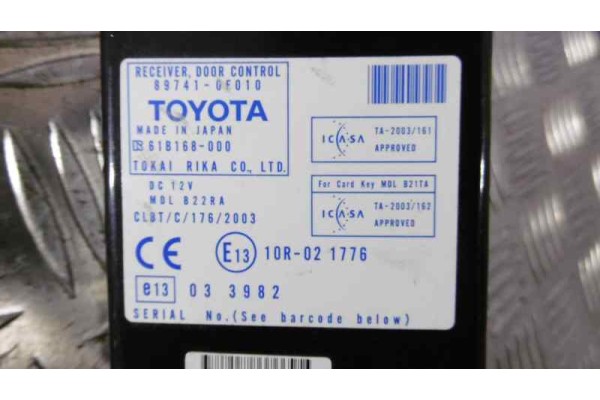 RECEIVER, DOOR CONTROL
89741-0F010
TOYOTA
MADE IN JAPAN
DS 61B168-000
TOKAI RIKA CO., LTD.
DC 12V
MDL B22RA
CLBT/C/176/2003
ICASA
TA-2003/161
APPROVED
For Card Key MDL B21TA
ICASA
TA-2003/162
APPROVED
CE E13 10R-02 1776
e13 03 3982
SERIAL No.(See barcode below)